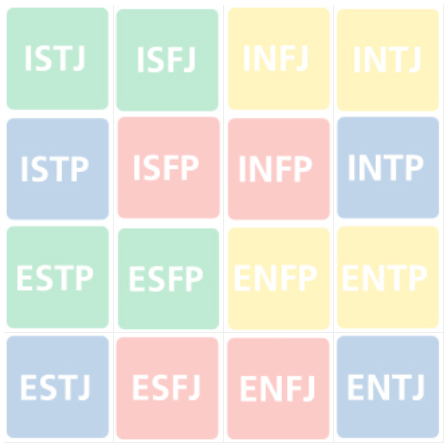 ISTJ ISFJ INFJ INTJ
ISTP ISFP INFP INTP
ESTP ESFP ENFP ENTP
ESTJ ESFJ ENFJ ENTJ